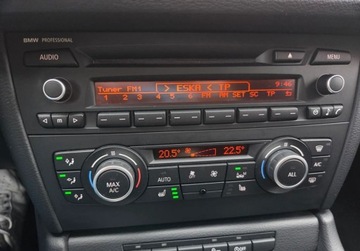 BMW PROFESSIONAL
AUDIO
MENU
Tuner FM1 > ESKA < TP 9:46
1 2 3 4 5 6 FM AM SET SC TP
m
20.5° 22.5°
MAX A/C
AUTO
ALL
A/C